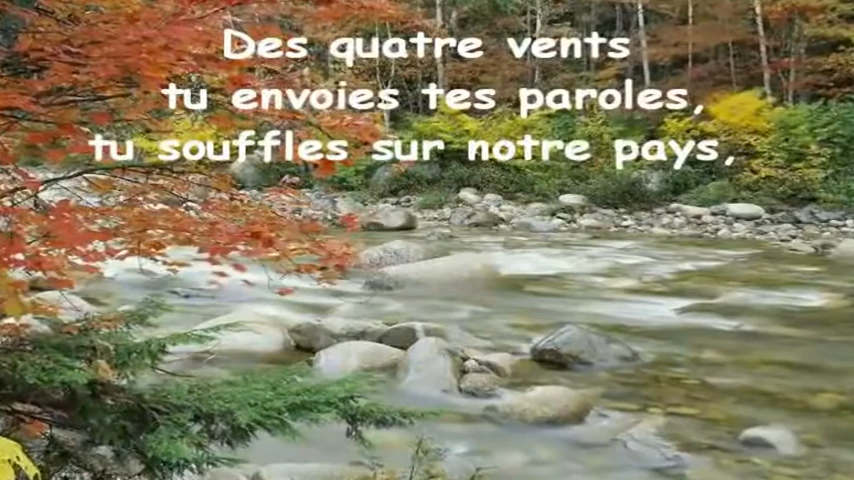 Des quatre vents
tu envoies tes paroles,
tu souffles sur notre pays,